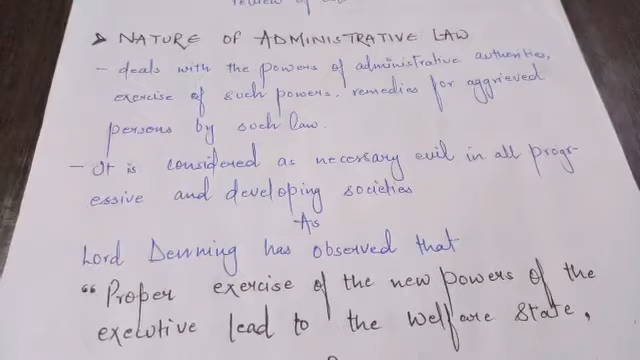 review of
➤ NATURE OF ADMINISTRATIVE LAW
- deals with the powers of administrative authorities,
exercise of such powers, remedies for aggrieved
persons by such law.
- It is considered as necessary evil in all progr-
essive and developing societies
As
Lord Denning has observed that
"Proper exercise of the new powers of the
executive lead to the welfare state,